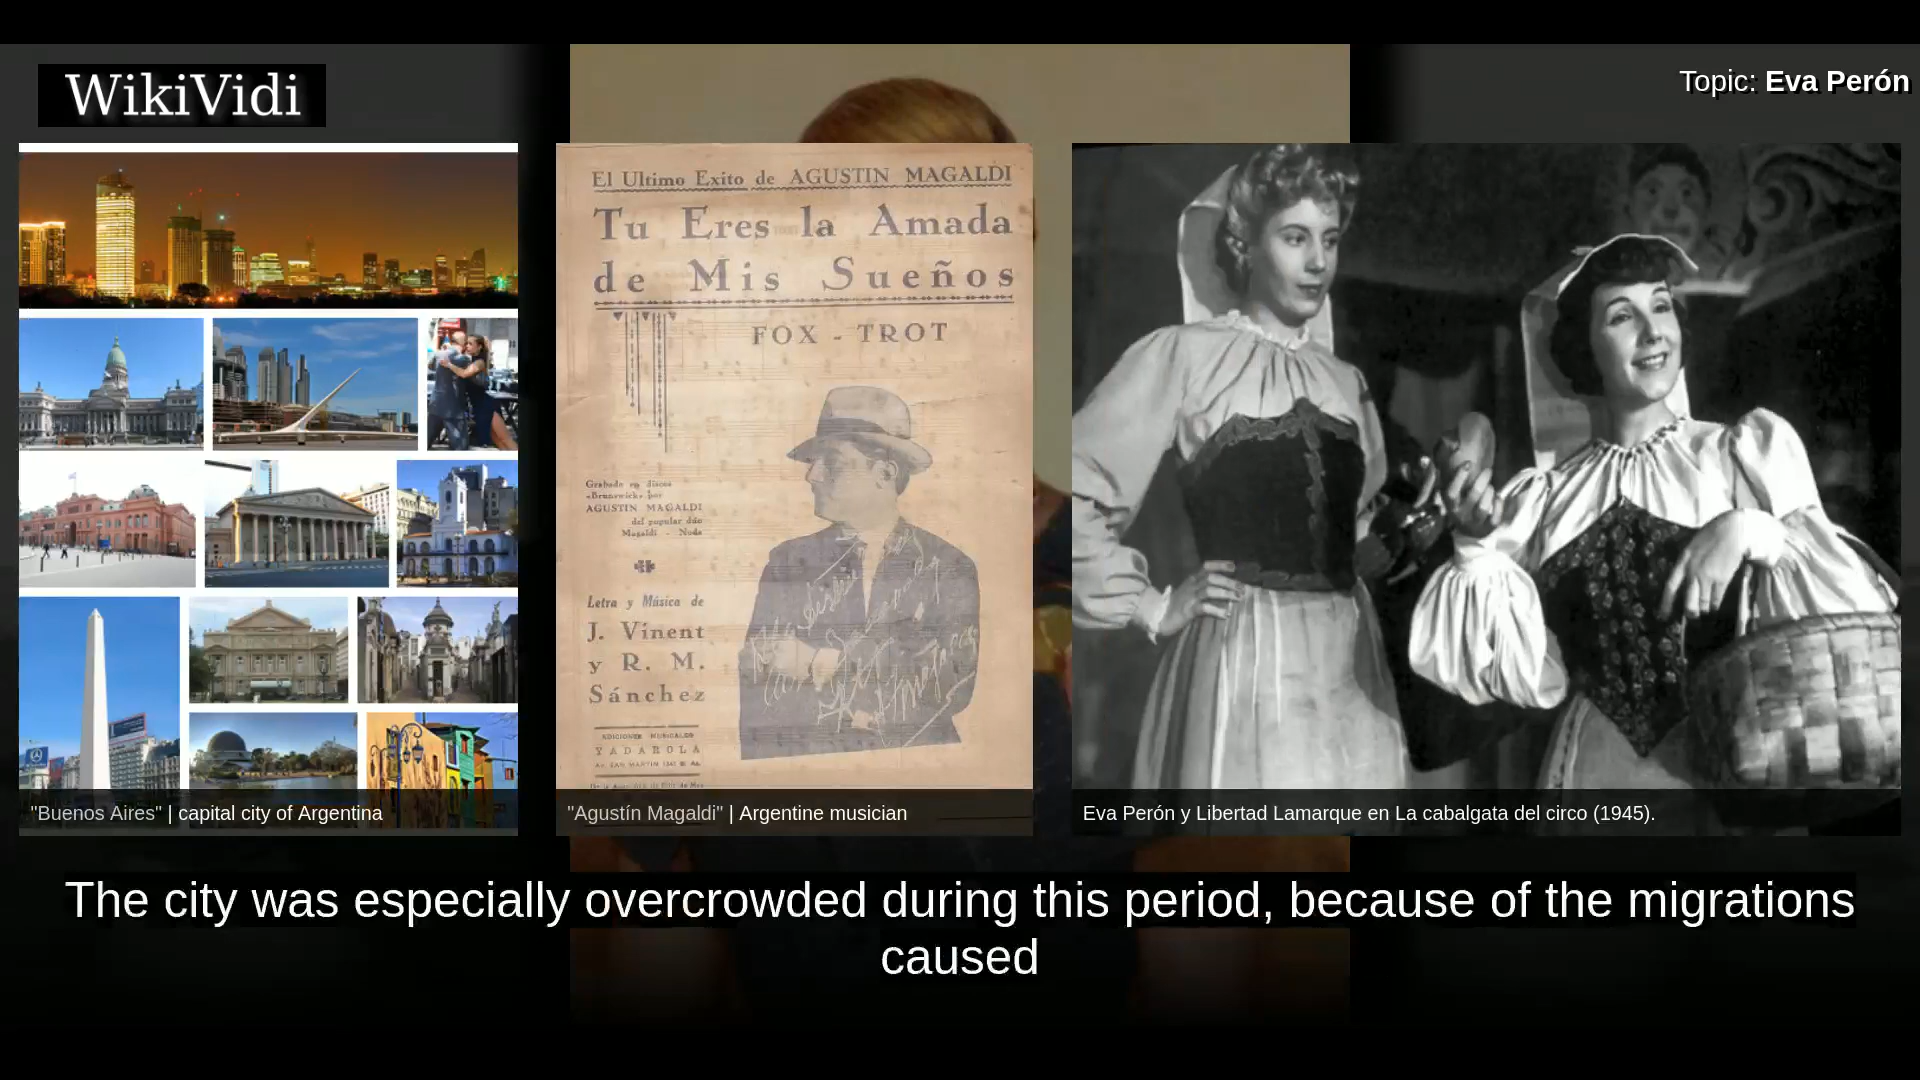 WikiVidi
Topic: Eva Perón
El Ultimo Exito de AGUSTIN MAGALDI
Tu Eres la Amada
de Mis Sueños
FOX - TROT
Grabado en discos
«Brunswick» por
AGUSTIN MAGALDI
del popular dúo
Magaldi - Noda
Letra y Música de
J. Vinent
y R. M.
Sánchez
EDICIONES MUSICALES
YADAROLA
"Buenos Aires" | capital city of Argentina
"Agustín Magaldi" | Argentine musician
Eva Perón y Libertad Lamarque en La cabalgata del circo (1945).
The city was especially overcrowded during this period, because of the migrations
caused